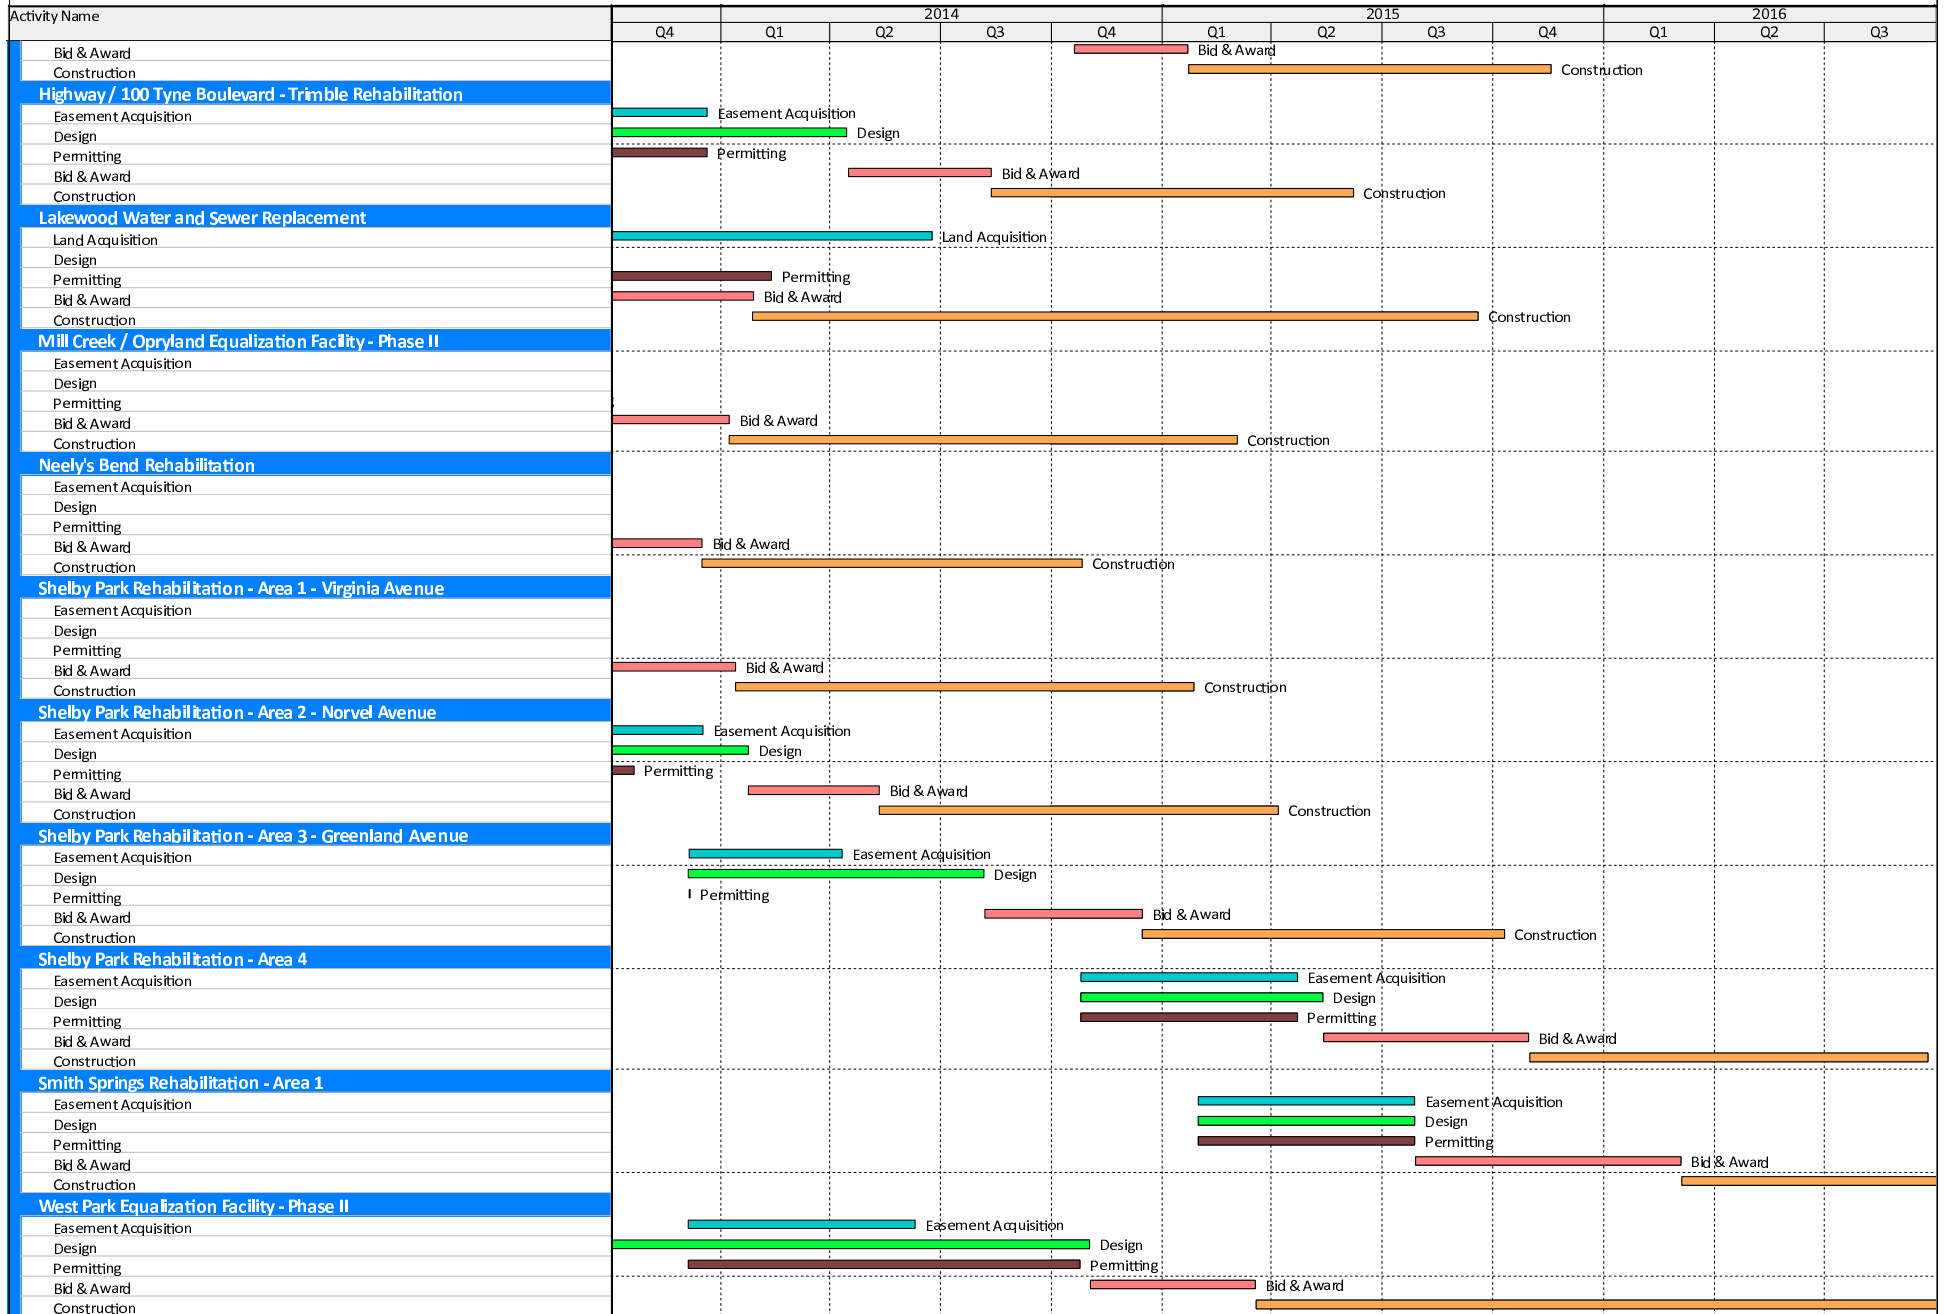 Activity Name
2014 2015 2016
Q4 Q1 Q2 Q3 Q4 Q1 Q2 Q3 Q4 Q1 Q2 Q3
Bid & Award Bid & Award
Construction Construction
Highway / 100 Tyne Boulevard - Trimble Rehabilitation
Easement Acquisition Easement Acquisition
Design Design
Permitting Permitting
Bid & Award Bid & Award
Construction Construction
Lakewood Water and Sewer Replacement
Land Acquisition Land Acquisition
Design
Permitting Permitting
Bid & Award Bid & Award
Construction Construction
Mill Creek / Opryland Equalization Facility - Phase II
Easement Acquisition
Design
Permitting
Bid & Award Bid & Award
Construction Construction
Neely's Bend Rehabilitation
Easement Acquisition
Design
Permitting
Bid & Award Bid & Award
Construction Construction
Shelby Park Rehabilitation - Area 1 - Virginia Avenue
Easement Acquisition
Design
Permitting
Bid & Award Bid & Award
Construction Construction
Shelby Park Rehabilitation - Area 2 - Norvel Avenue
Easement Acquisition Easement Acquisition
Design Design
Permitting Permitting
Bid & Award Bid & Award
Construction Construction
Shelby Park Rehabilitation - Area 3 - Greenland Avenue
Easement Acquisition Easement Acquisition
Design Design
Permitting Permitting
Bid & Award Bid & Award
Construction Construction
Shelby Park Rehabilitation - Area 4
Easement Acquisition Easement Acquisition
Design Design
Permitting Permitting
Bid & Award Bid & Award
Construction
Smith Springs Rehabilitation - Area 1
Easement Acquisition Easement Acquisition
Design Design
Permitting Permitting
Bid & Award Bid & Award
Construction
West Park Equalization Facility - Phase II
Easement Acquisition Easement Acquisition
Design Design
Permitting Permitting
Bid & Award Bid & Award
Construction